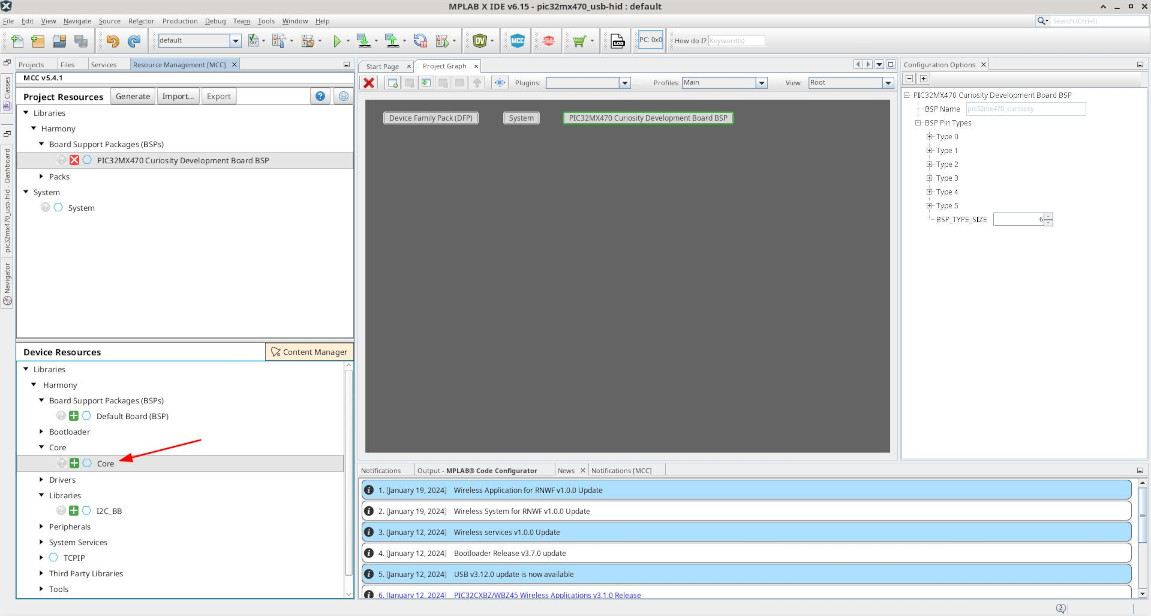 MPLAB X IDE v6.15 - pic32mx470_usb-hid : default
File Edit View Navigate Source Refactor Production Debug Team Tools Window Help
Search (Ctrl+I)
default
PC: 0x0
How do I? Keyword(s)
Projects Files Services Resource Management [MCC]
MCC v5.4.1
Project Resources Generate Import... Export
Libraries
Harmony
Board Support Packages (BSPs)
PIC32MX470 Curiosity Development Board BSP
Packs
System
System
Classes
pic32mx470_usb-hid - Dashboard
Navigator
Device Resources Content Manager
Libraries
Harmony
Board Support Packages (BSPs)
Default Board (BSP)
Bootloader
Core
Core
Drivers
Libraries
I2C_BB
Peripherals
System Services
TCPIP
Third Party Libraries
Tools
Start Page Project Graph
Plugins: Profiles Main View: Root
Device Family Pack (DFP) System PIC32MX470 Curiosity Development Board BSP
Notifications Output - MPLAB® Code Configurator News Notifications [MCC]
1. [January 19, 2024] Wireless Application for RNWF v1.0.0 Update
2. [January 19, 2024] Wireless System for RNWF v1.0.0 Update
3. [January 12, 2024] Wireless services v1.0.0 Update
4. [January 12, 2024] Bootloader Release v3.7.0 update
5. [January 12, 2024] USB v3.12.0 update is now available
6. [January 12, 2024] PIC32CXBZ/WBZ45 Wireless Applications v3.1.0 Release
Configuration Options
PIC32MX470 Curiosity Development Board BSP
BSP Name pic32mx470_curiosity
BSP Pin Types
Type 0
Type 1
Type 2
Type 3
Type 4
Type 5
BSP_TYPE_SIZE 6